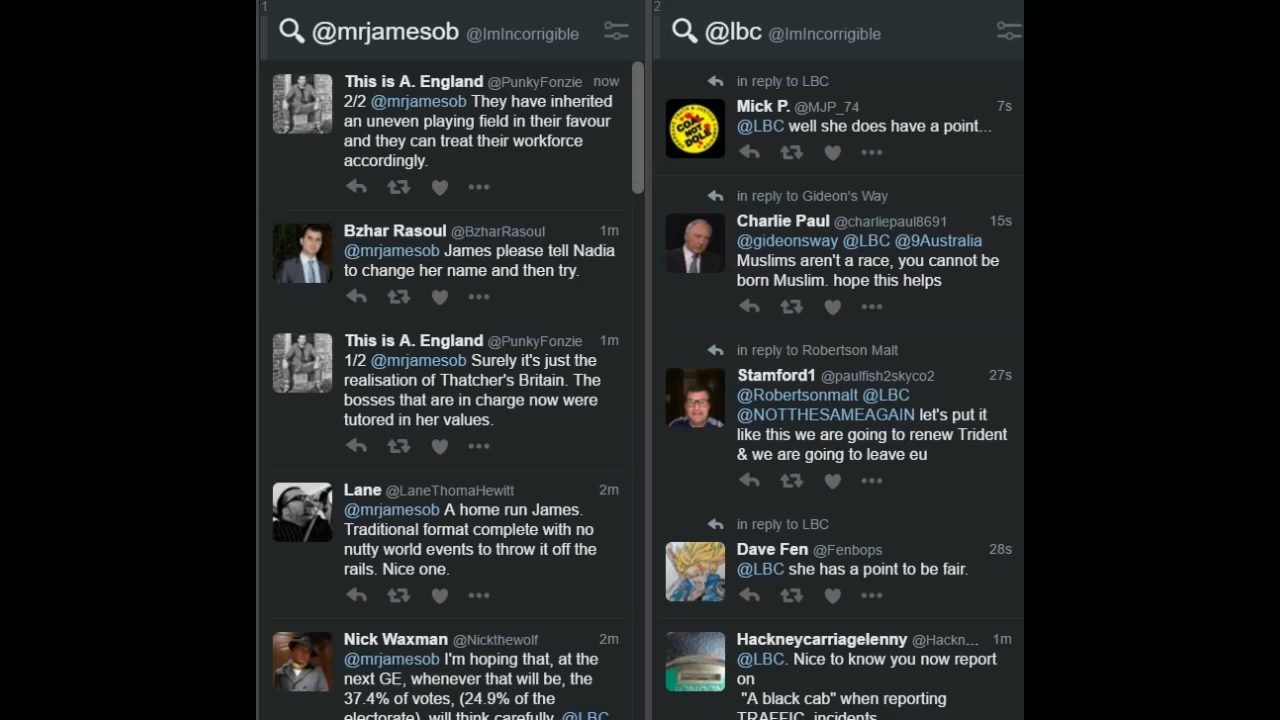 1
@mrjamesob @ImIncorrigible
This is A. England @PunkyFonzie now
2/2 @mrjamesob They have inherited
an uneven playing field in their favour
and they can treat their workforce
accordingly.
Bzhar Rasoul @BzharRasoul 1m
@mrjamesob James please tell Nadia
to change her name and then try.
This is A. England @PunkyFonzie 1m
1/2 @mrjamesob Surely it's just the
realisation of Thatcher's Britain. The
bosses that are in charge now were
tutored in her values.
Lane @LaneThomaHewitt 2m
@mrjamesob A home run James.
Traditional format complete with no
nutty world events to throw it off the
rails. Nice one.
Nick Waxman @Nickthewolf 2m
@mrjamesob I'm hoping that, at the
next GE, whenever that will be, the
37.4% of votes, (24.9% of the
electorate), will think carefully. @LBC
2
@lbc @ImIncorrigible
in reply to LBC
Mick P. @MJP_74 7s
@LBC well she does have a point...
COAL
NOT
DOLE
in reply to Gideon's Way
Charlie Paul @charliepaul8691 15s
@gideonsway @LBC @9Australia
Muslims aren't a race, you cannot be
born Muslim. hope this helps
in reply to Robertson Malt
Stamford1 @paulfish2skyco2 27s
@Robertsonmalt @LBC
@NOTTHESAMEAGAIN let's put it
like this we are going to renew Trident
& we are going to leave eu
in reply to LBC
Dave Fen @Fenbops 28s
@LBC she has a point to be fair.
Hackneycarriagelenny @Hackn... 1m
@LBC. Nice to know you now report
on
"A black cab" when reporting
TRAFFIC incidents